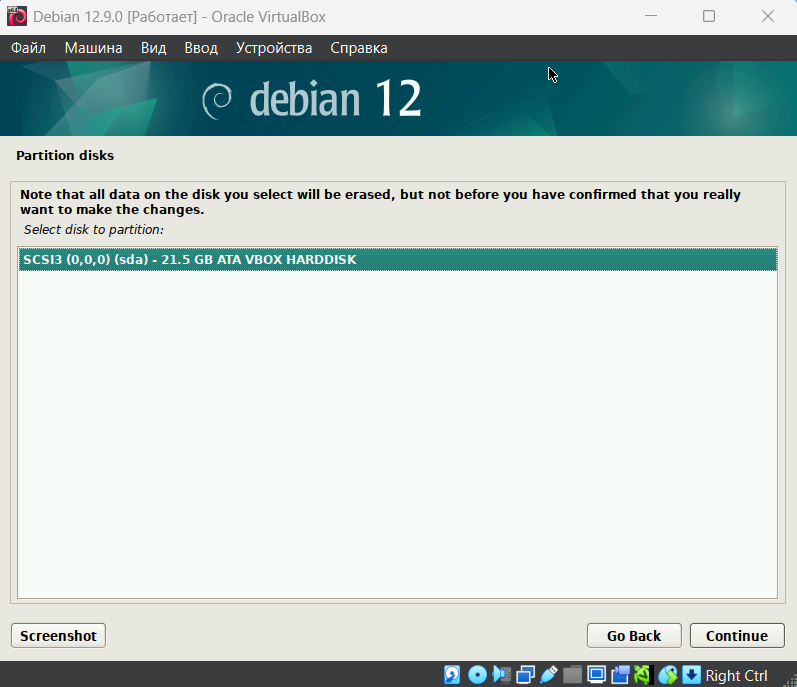 Debian 12.9.0 [Работает] - Oracle VirtualBox
Файл Машина Вид Ввод Устройства Справка
debian 12
Partition disks
Note that all data on the disk you select will be erased, but not before you have confirmed that you really
want to make the changes.
Select disk to partition:
SCSI3 (0,0,0) (sda) - 21.5 GB ATA VBOX HARDDISK
Screenshot Go Back Continue
Right Ctrl